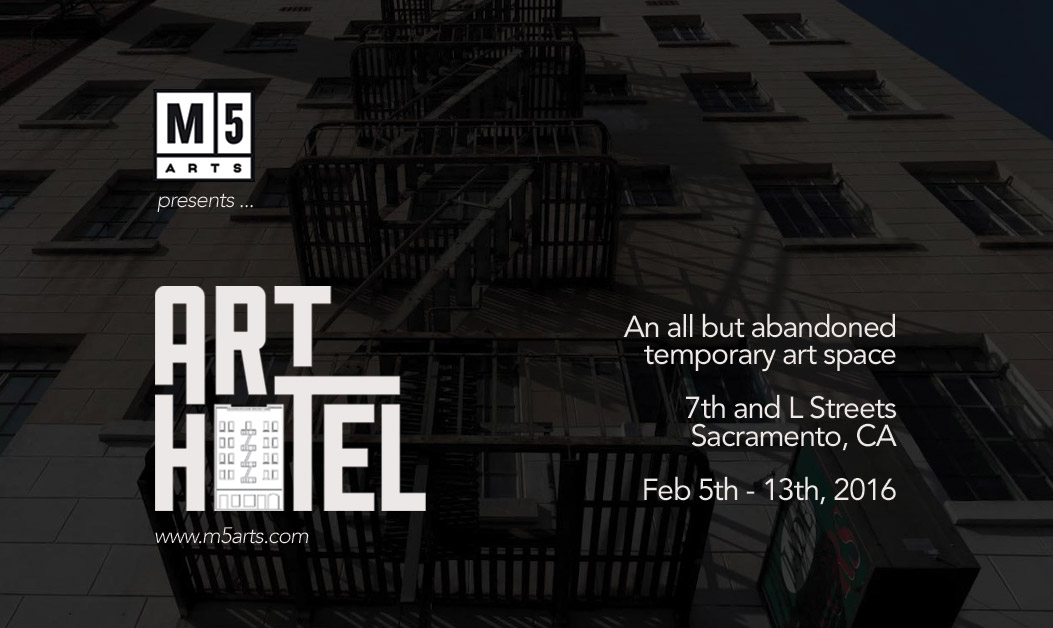 M5
ARTS
presents ...
ART
HOTEL
www.m5arts.com
An all but abandoned
temporary art space
7th and L Streets
Sacramento, CA
Feb 5th - 13th, 2016